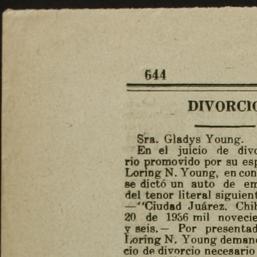 644
DIVORCIO
Sra. Gladys Young.
En el juicio de divo
rio promovido por su esp
Loring N. Young, en con
se dictó un auto de em
del tenor literal siguient
—"Ciudad Juárez, Chih
20 de 1936 mil novecie
y seis.— Por presentad
Loring N. Young deman
cio de divorcio necesario